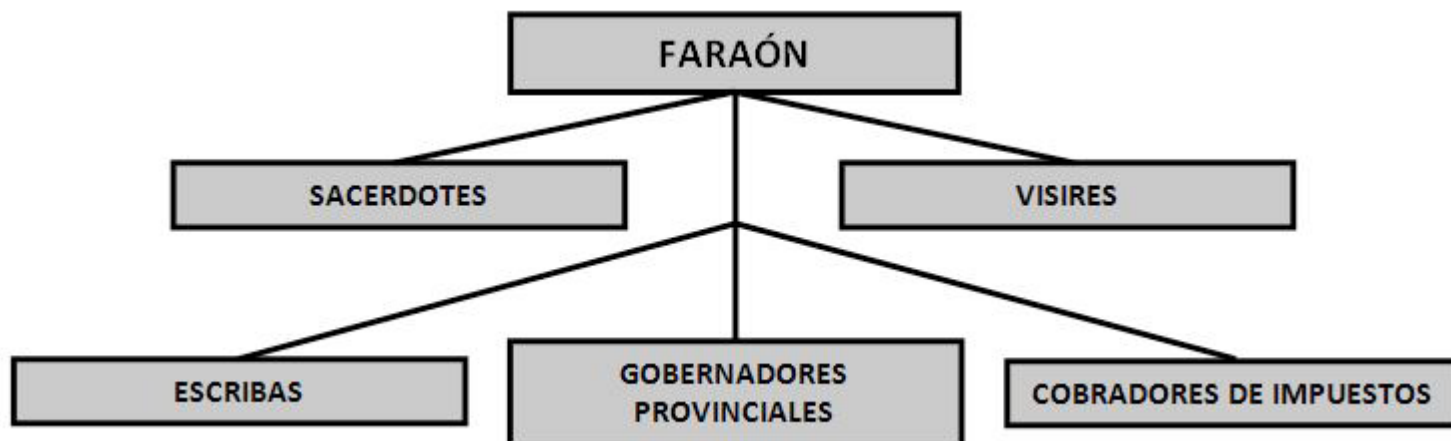 FARAÓN
SACERDOTES
VISIRES
ESCRIBAS
GOBERNADORES
PROVINCIALES
COBRADORES DE IMPUESTOS